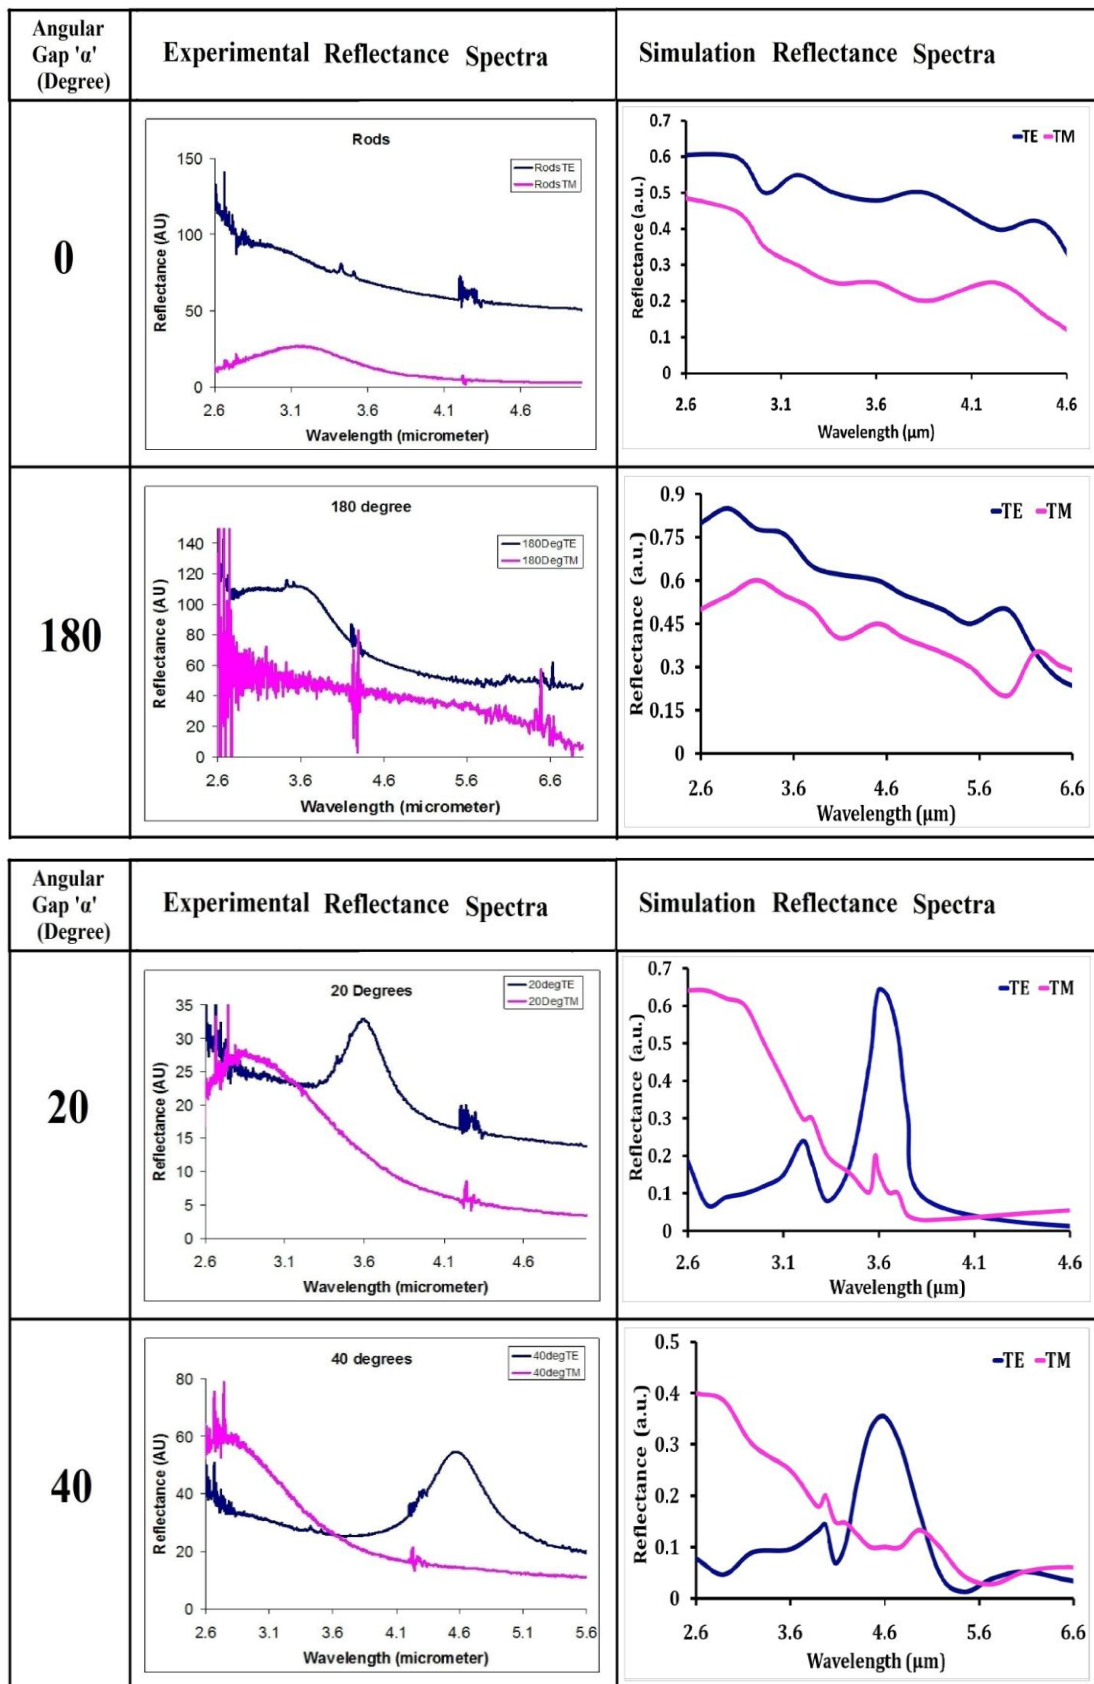 Angular
Gap 'α'
(Degree)
Experimental Reflectance Spectra
Simulation Reflectance Spectra
0
Rods
RodsTE
RodsTM
Reflectance (AU)
150
100
50
0
2.6 3.1 3.6 4.1 4.6
Wavelength (micrometer)
TE TM
Reflectance (a.u.)
0.7
0.6
0.5
0.4
0.3
0.2
0.1
0
2.6 3.1 3.6 4.1 4.6
Wavelength (μm)
180
180 degree
180DegTE
180DegTM
Reflectance (AU)
140
120
100
80
60
40
20
0
2.6 3.6 4.6 5.6 6.6
Wavelength (micrometer)
TE TM
Reflectance (a.u.)
0.9
0.75
0.6
0.45
0.3
0.15
0
2.6 3.6 4.6 5.6 6.6
Wavelength (μm)
Angular
Gap 'α'
(Degree)
Experimental Reflectance Spectra
Simulation Reflectance Spectra
20
20 Degrees
20degTE
20DegTM
Reflectance (AU)
35
30
25
20
15
10
5
0
2.6 3.1 3.6 4.1 4.6
Wavelength (micrometer)
TE TM
Reflectance (a.u.)
0.7
0.6
0.5
0.4
0.3
0.2
0.1
0
2.6 3.1 3.6 4.1 4.6
Wavelength (μm)
40
40 degrees
40degTE
40degTM
Reflectance (AU)
80
60
40
20
0
2.6 3.1 3.6 4.1 4.6 5.1 5.6
Wavelength (micrometer)
TE TM
Reflectance (a.u.)
0.5
0.4
0.3
0.2
0.1
0
2.6 3.6 4.6 5.6 6.6
Wavelength (μm)